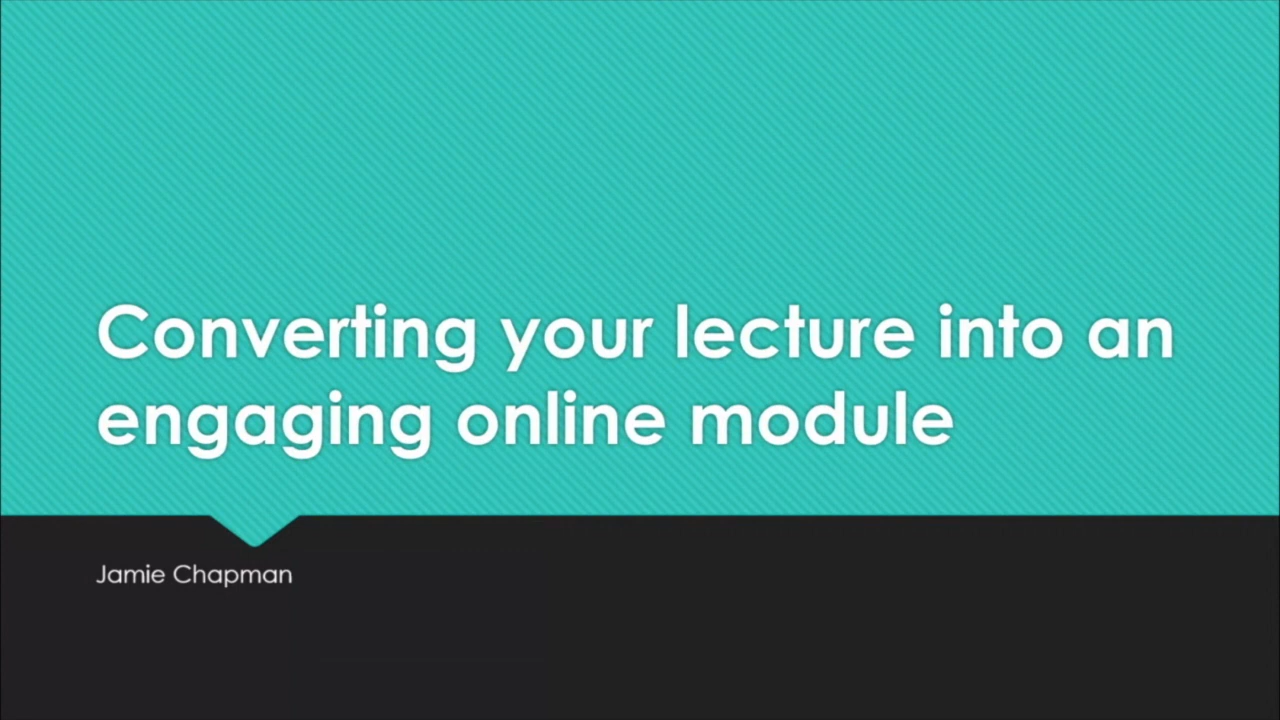 Converting your lecture into an
engaging online module
Jamie Chapman